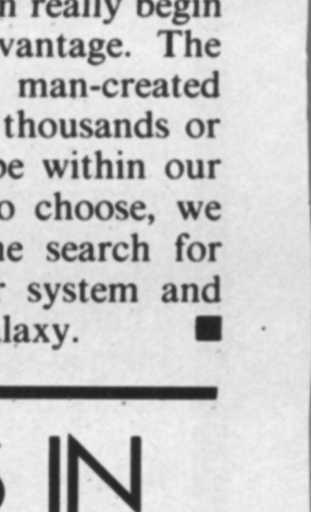 n really begin
vantage. The
man-created
thousands or
be within our
o choose, we
he search for
r system and
laxy. ■
S IN